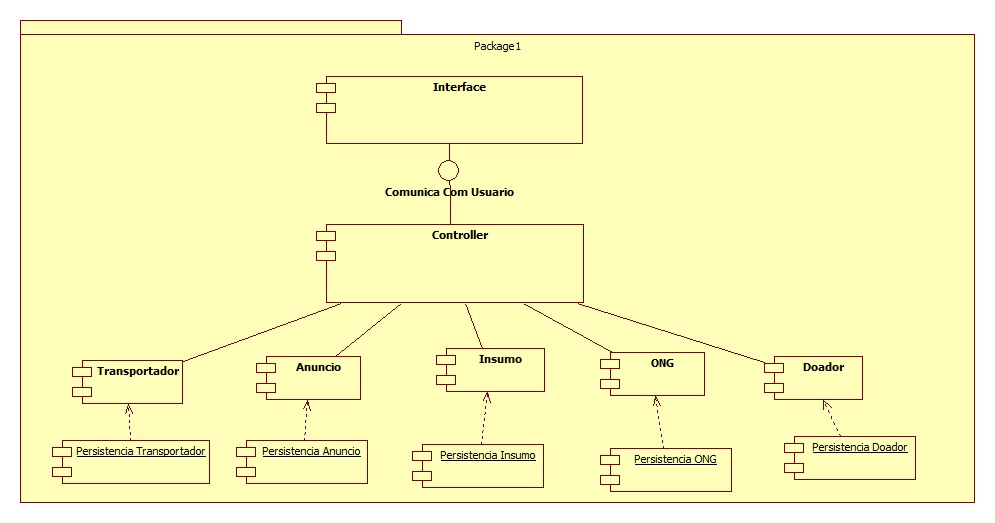 Package1
Interface
Comunica Com Usuario
Controller
Transportador
Anuncio
Insumo
ONG
Doador
Persistencia Transportador
Persistencia Anuncio
Persistencia Insumo
Persistencia ONG
Persistencia Doador